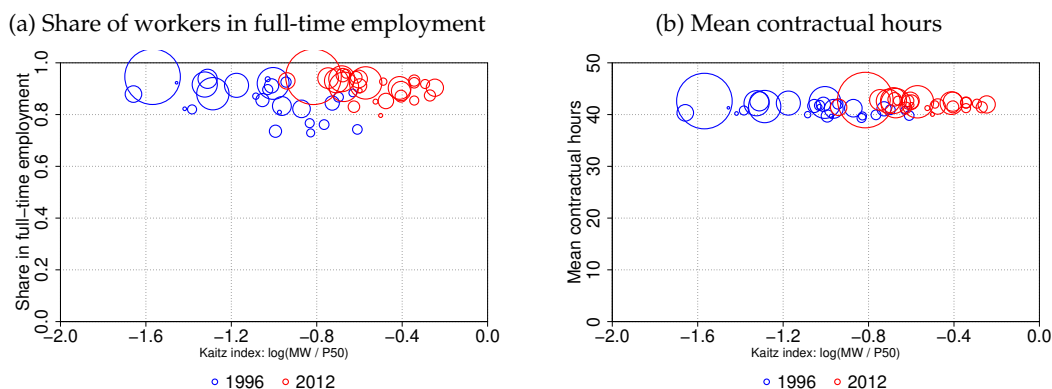 (a) Share of workers in full-time employment
Share in full-time employment
1.0
0.8
0.6
0.4
0.2
0.0
−2.0 −1.6 −1.2 −0.8 −0.4 0.0
Kaitz index: log(MW / P50)
1996 2012
(b) Mean contractual hours
Mean contractual hours
50
40
30
20
10
0
−2.0 −1.6 −1.2 −0.8 −0.4 0.0
Kaitz index: log(MW / P50)
1996 2012